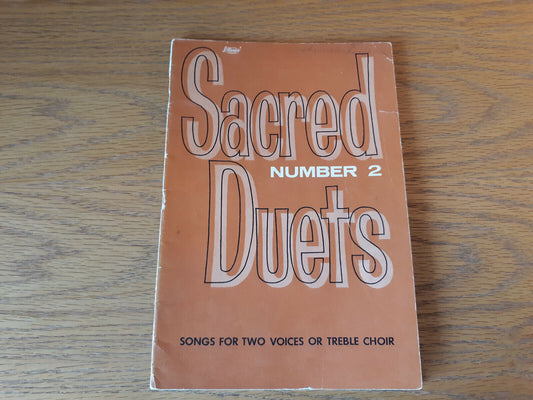 Sacred
NUMBER 2
Duets
SONGS FOR TWO VOICES OR TREBLE CHOIR